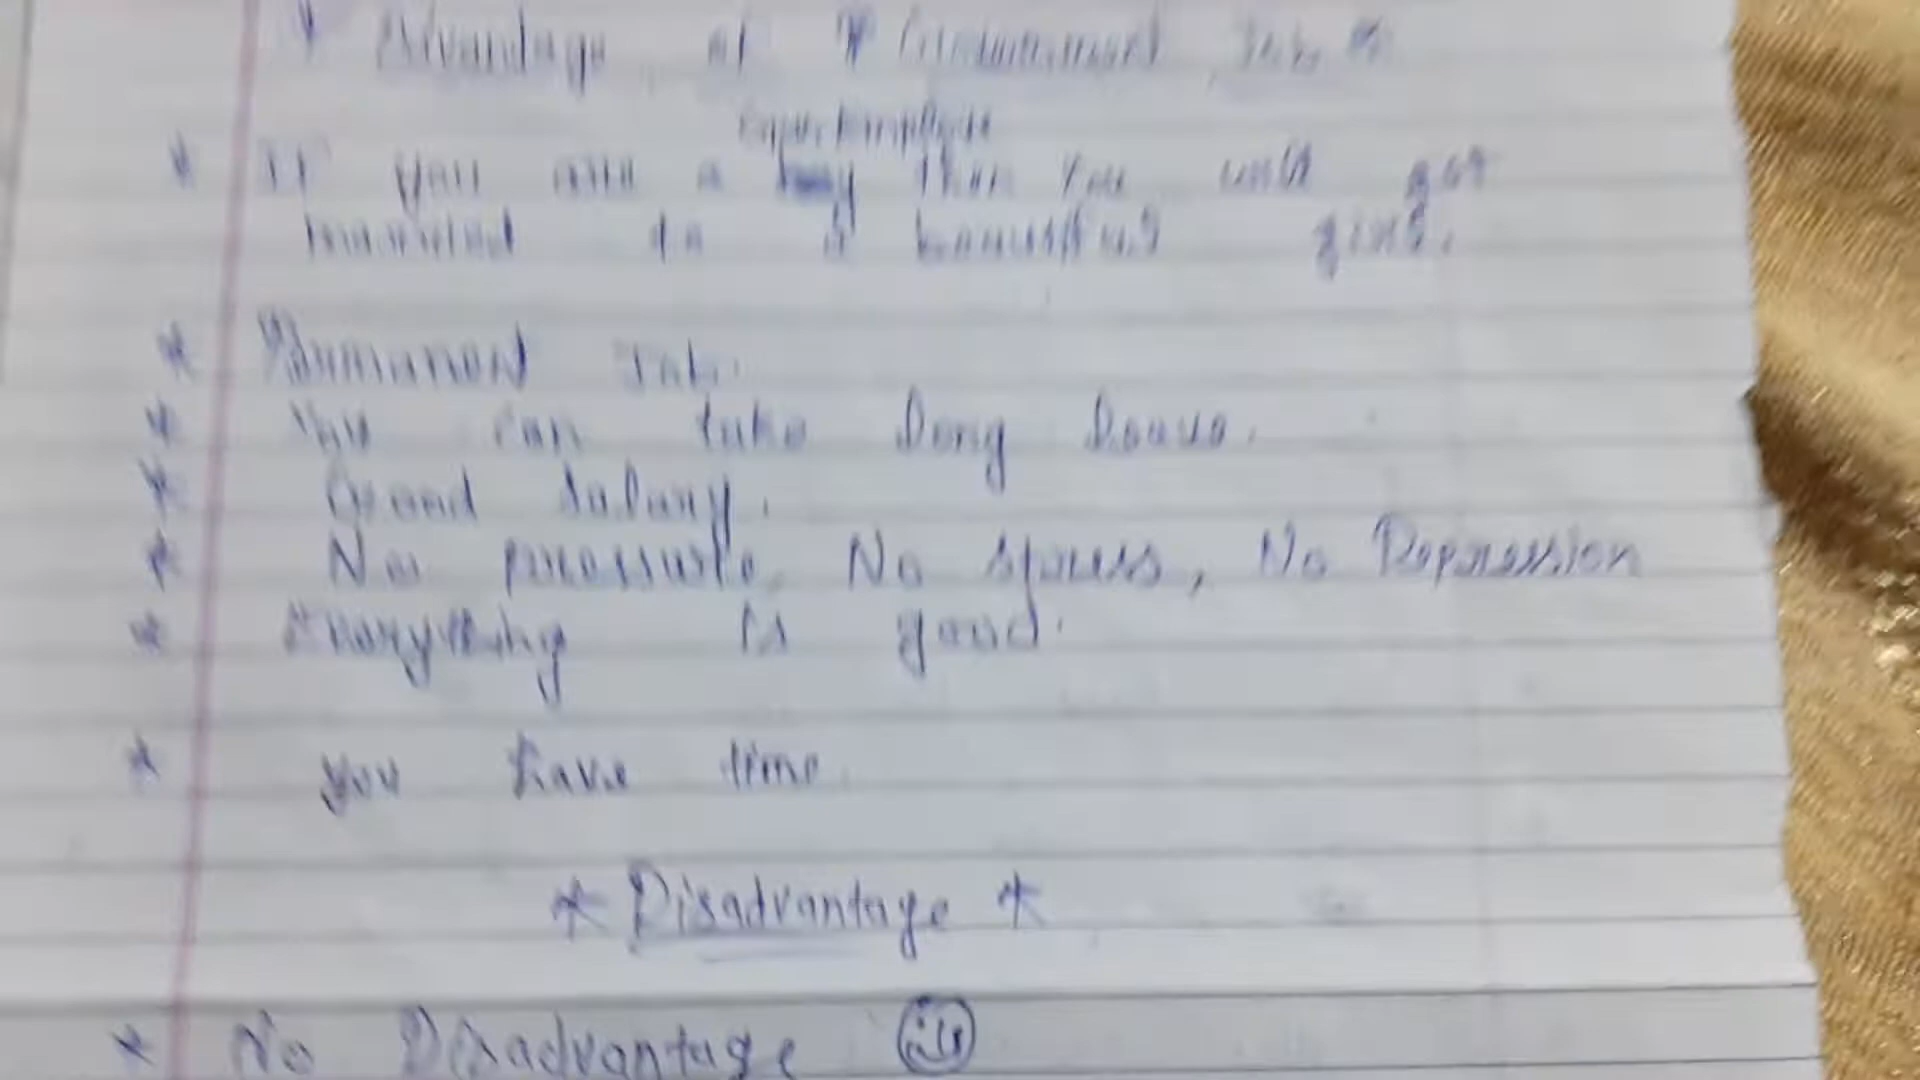 * Advantage of * Government Job *
* If you are a boy then you will get
married to a beautiful girl.
* Permanent Job.
* You can take long leave.
* Good salary.
* No pressure, No stress, No Depression
* Everything is good.
* you have time.
* Disadvantage *
* No Disadvantage